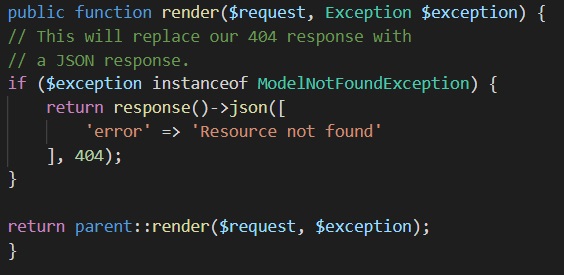 public function render($request, Exception $exception) {
// This will replace our 404 response with
// a JSON response.
if ($exception instanceof ModelNotFoundException) {
    return response()->json([
        'error' => 'Resource not found'
    ], 404);
}

return parent::render($request, $exception);
}